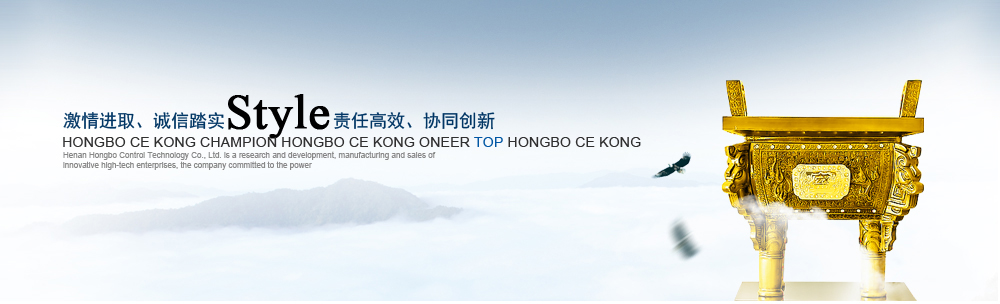 激情进取、诚信踏实Style责任高效、协同创新
HONGBO CE KONG CHAMPION HONGBO CE KONG ONEER TOP HONGBO CE KONG
Henan Hongbo Control Technology Co., Ltd. is a research and development, manufacturing and sales of
innovative high-tech enterprises, the company committed to the power